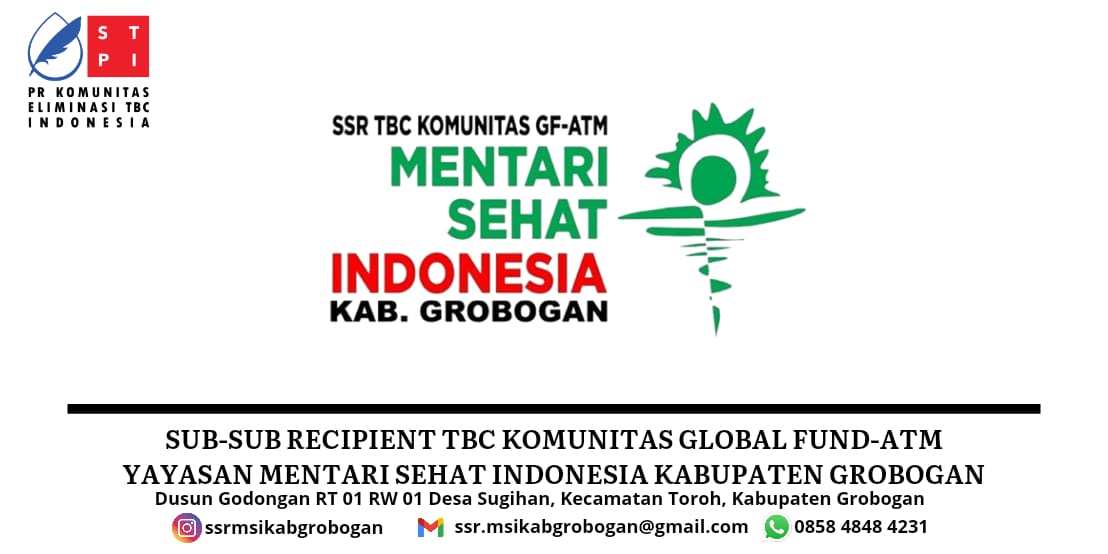 S T
P I
PR KOMUNITAS
ELIMINASI TBC
INDONESIA
SSR TBC KOMUNITAS GF-ATM
MENTARI
SEHAT
INDONESIA
KAB. GROBOGAN
SUB-SUB RECIPIENT TBC KOMUNITAS GLOBAL FUND-ATM
YAYASAN MENTARI SEHAT INDONESIA KABUPATEN GROBOGAN
Dusun Godongan RT 01 RW 01 Desa Sugihan, Kecamatan Toroh, Kabupaten Grobogan
ssrmsikabgrobogan ssr.msikabgrobogan@gmail.com 0858 4848 4231